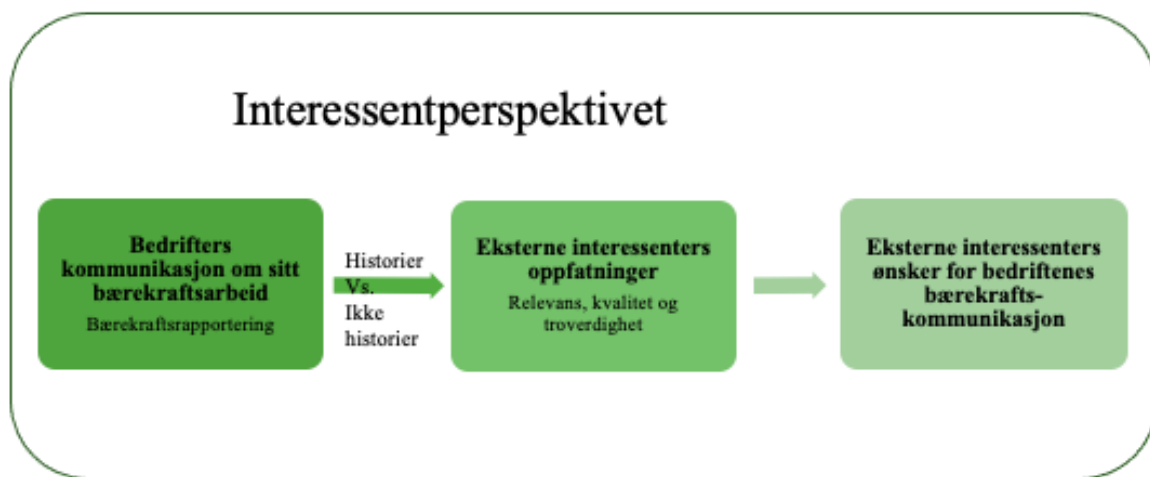 Interessentperspektivet
Bedrifters
kommunikasjon om sitt
bærekraftsarbeid
Bærekraftsrapportering
Historier
Vs.
Ikke
historier
Eksterne interessenters
oppfatninger
Relevans, kvalitet og
troverdighet
Eksterne interessenters
ønsker for bedriftenes
bærekrafts-
kommunikasjon